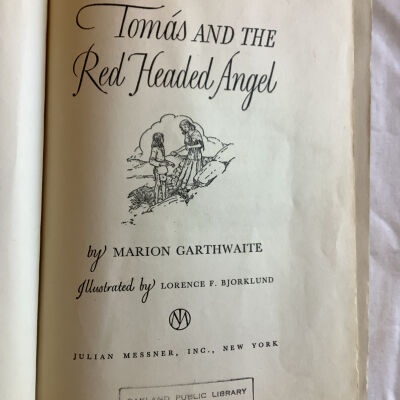 Tomás AND THE
Red Headed Angel
by MARION GARTHWAITE
Illustrated by LORENCE F. BJORKLUND
JULIAN MESSNER, INC., NEW YORK
OAKLAND PUBLIC LIBRARY